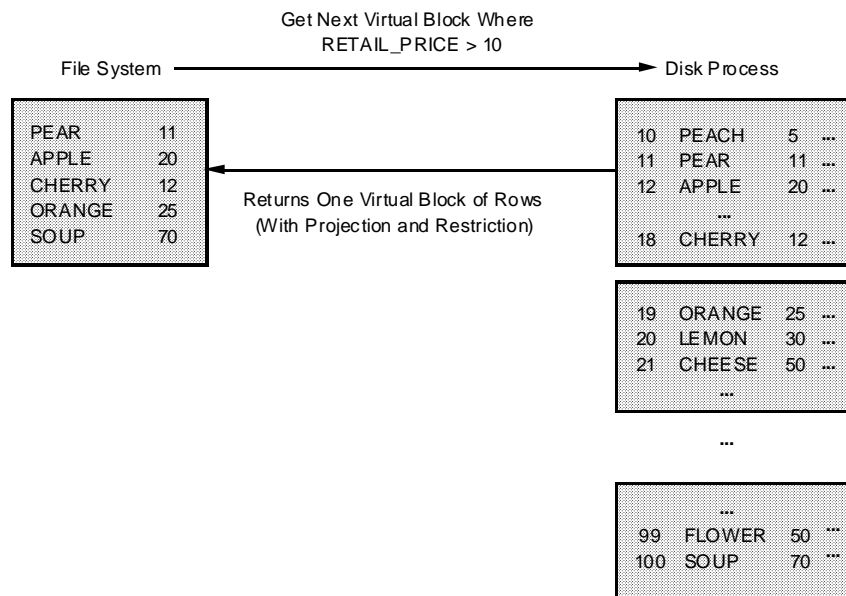 Get Next Virtual Block Where
RETAIL_PRICE > 10
File System
Disk Process
PEAR 11
APPLE 20
CHERRY 12
ORANGE 25
SOUP 70
Returns One Virtual Block of Rows
(With Projection and Restriction)
10 PEACH 5 ...
11 PEAR 11 ...
12 APPLE 20 ...
...
18 CHERRY 12 ...
19 ORANGE 25 ...
20 LEMON 30 ...
21 CHEESE 50 ...
...
...
...
99 FLOWER 50 ...
100 SOUP 70 ...